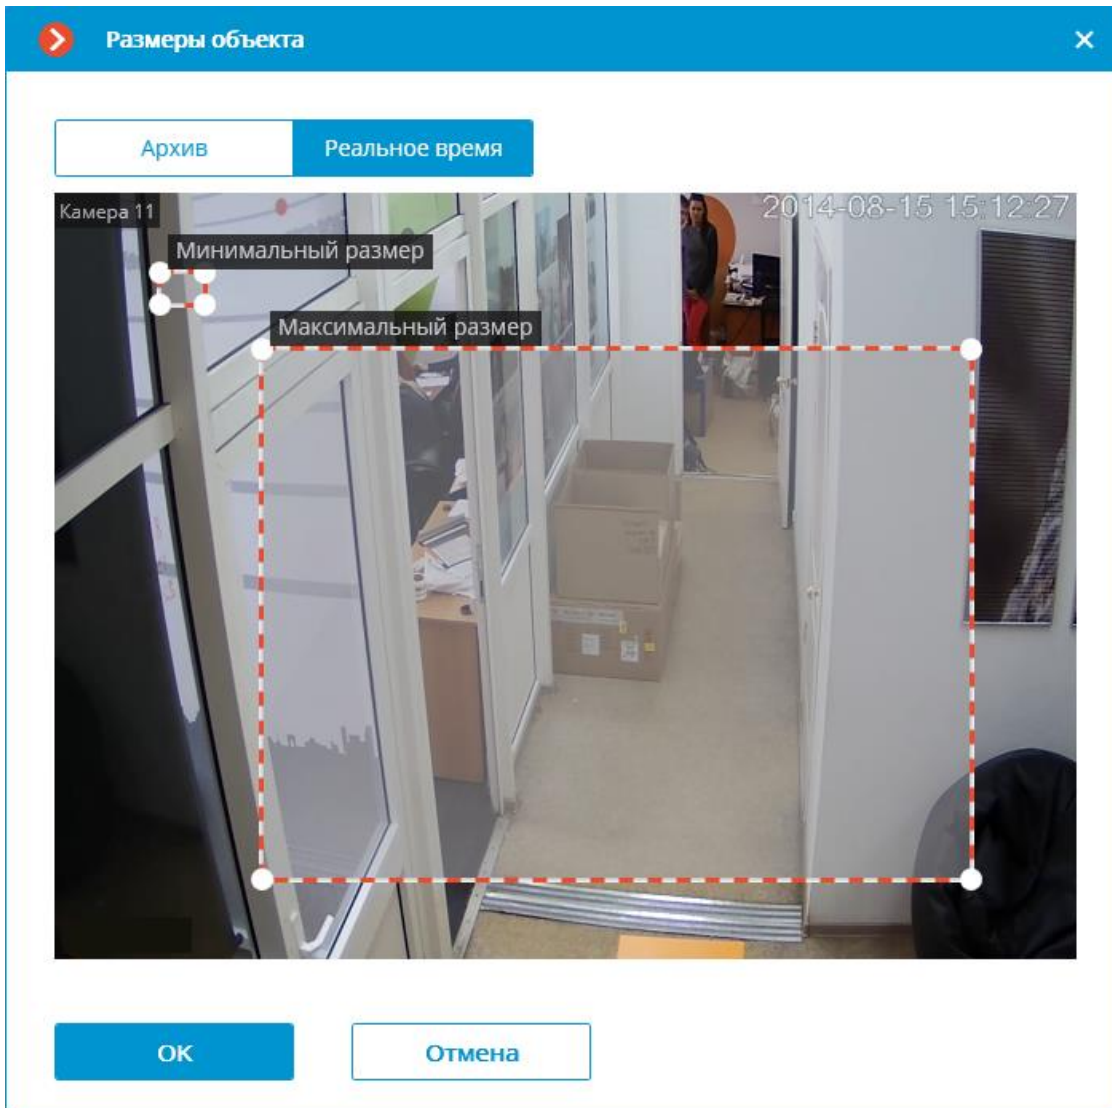 Размеры объекта
Архив
Реальное время
Камера 11
2014-08-15 15:12:27
Минимальный размер
Максимальный размер
OK
Отмена